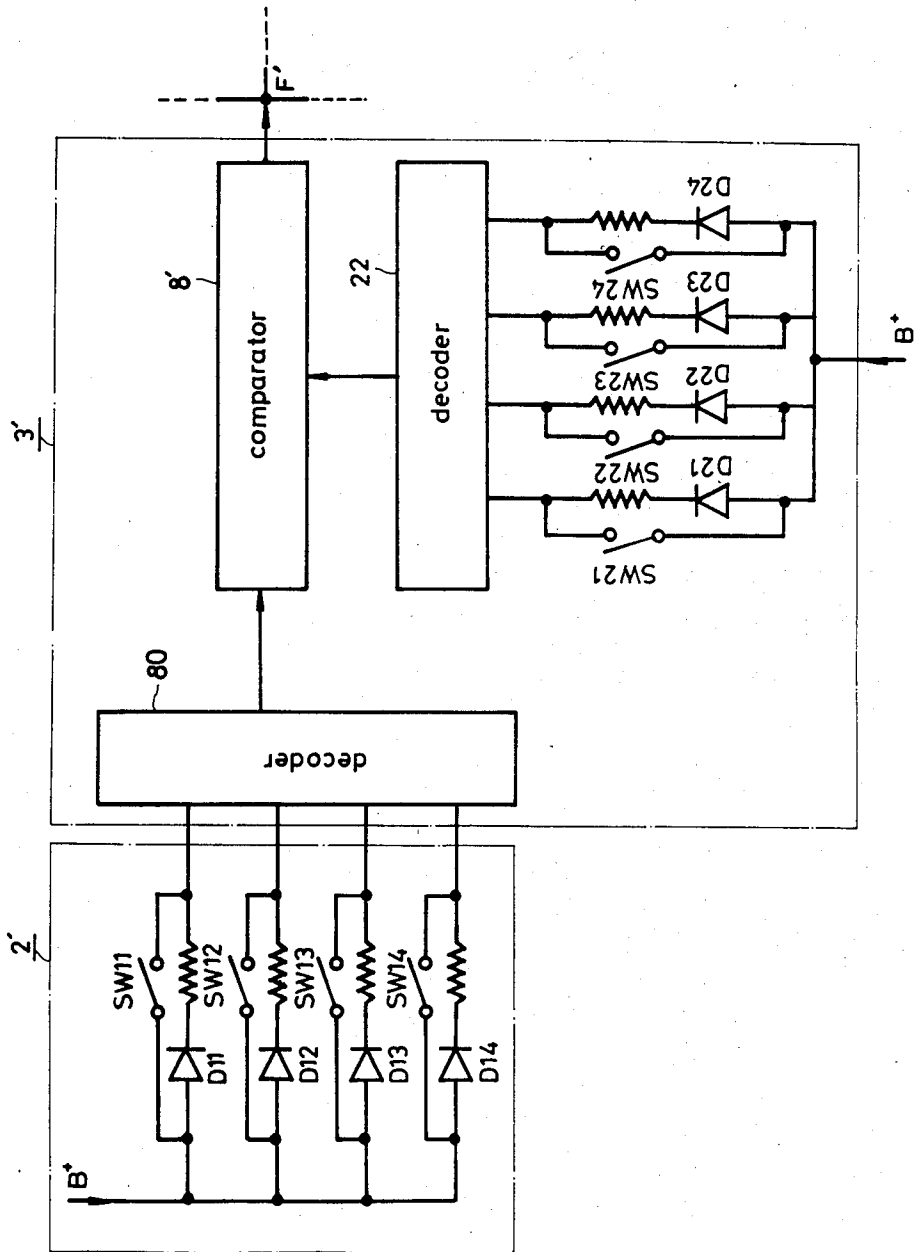 F'
3'
8'
comparator
22
decoder
D24
SW24
D23
SW23
D22
SW22
D21
SW21
B+
80
decoder
2'
SW11
D11
SW12
D12
SW13
D13
SW14
D14
B+